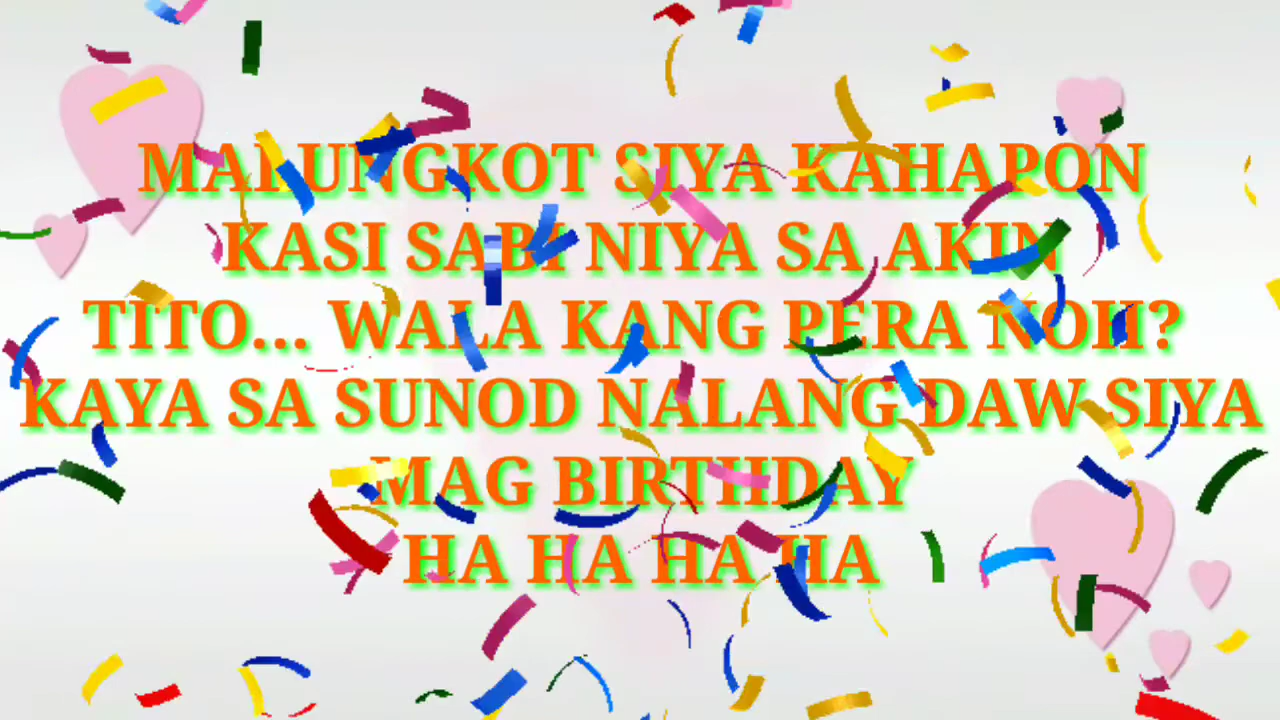 MALUNGKOT SIYA KAHAPON
KASI SABI NIYA SA AKIN
TITO... WALA KANG PERA NOH?
KAYA SA SUNOD NALANG DAW SIYA
MAG BIRTHDAY
HA HA HA HA